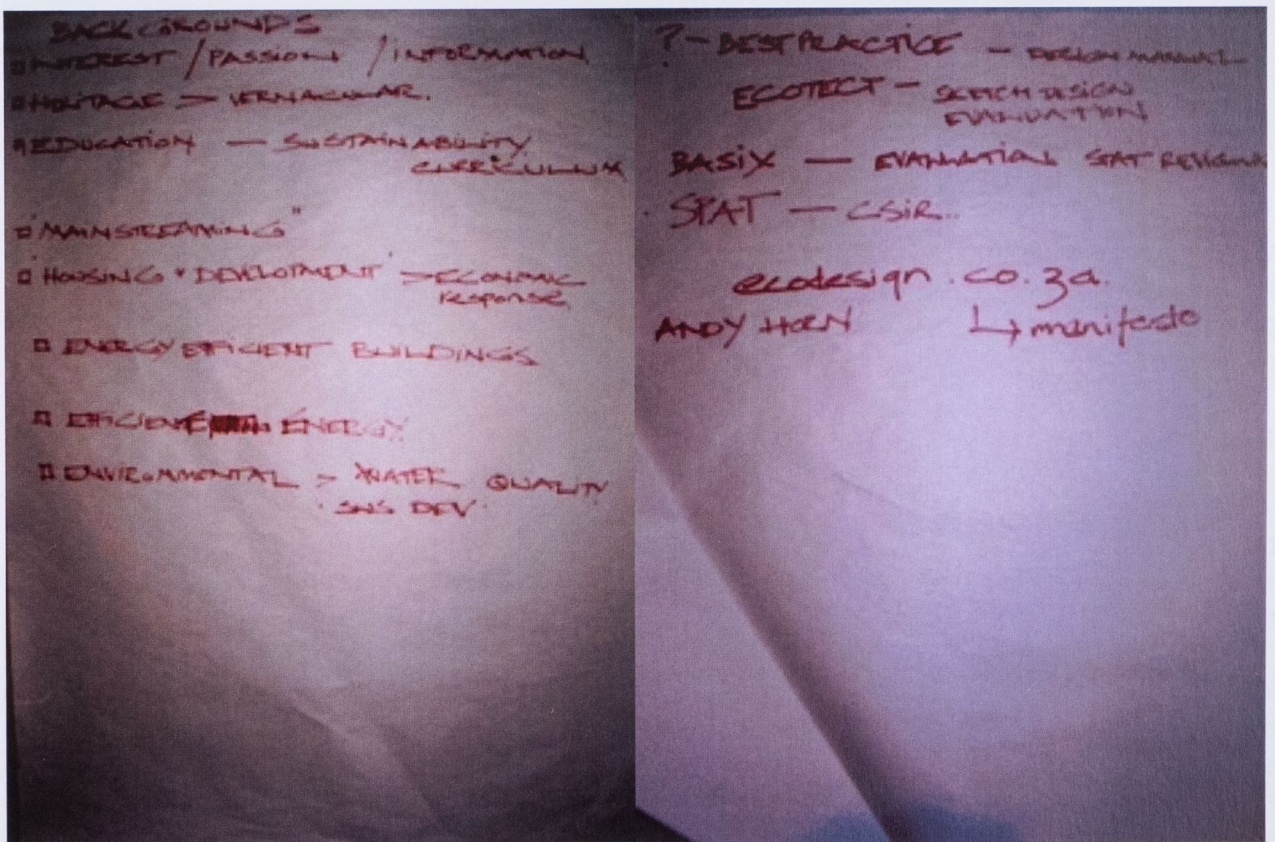 BACKGROUNDS
INTEREST / PASSION / INFORMATION
HERITAGE > VERNACULAR.
EDUCATION — SUSTAINABILITY
CURRICULUM
"MAINSTREAMING"
HOUSING & DEVELOPMENT > ECONOMIC
response
ENERGY EFFICIENT BUILDINGS
EFFICIENT ENERGY
ENVIRONMENTAL > WATER QUALITY
SUS DEV
? - BEST PRACTICE - DESIGN MANUAL
ECOTECT - SKETCH DESIGN
EVALUATION
BASIX — EVALUATION STAT
SPAT — CSIR..
ecodesign.co.za.
ANDY HORN ↳ manifesto